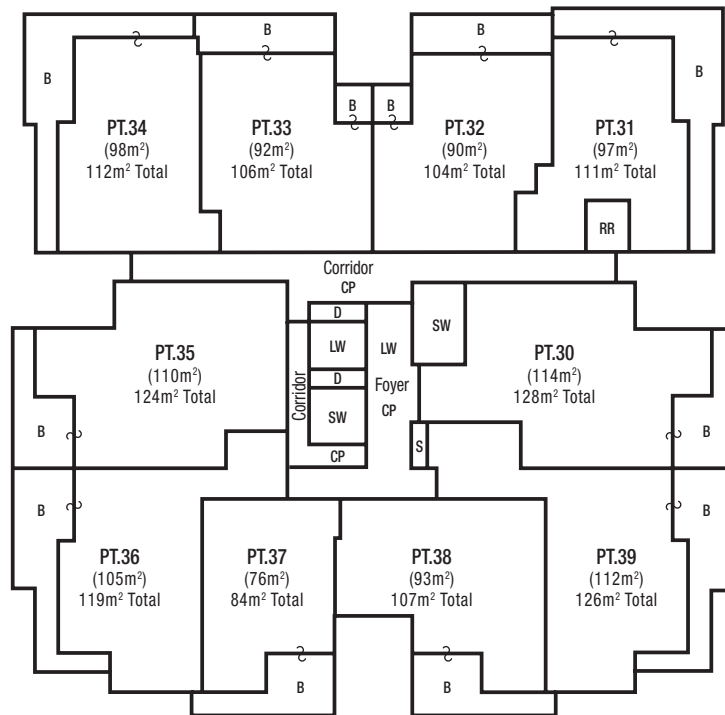 B
B
B
B
B
B
PT.34
(98m²)
112m² Total
PT.33
(92m²)
106m² Total
PT.32
(90m²)
104m² Total
PT.31
(97m²)
111m² Total
RR
Corridor
CP
D
LW
D
SW
CP
Corridor
LW
Foyer
CP
SW
S
PT.35
(110m²)
124m² Total
PT.30
(114m²)
128m² Total
B
B
B
B
PT.36
(105m²)
119m² Total
PT.37
(76m²)
84m² Total
PT.38
(93m²)
107m² Total
PT.39
(112m²)
126m² Total
B
B